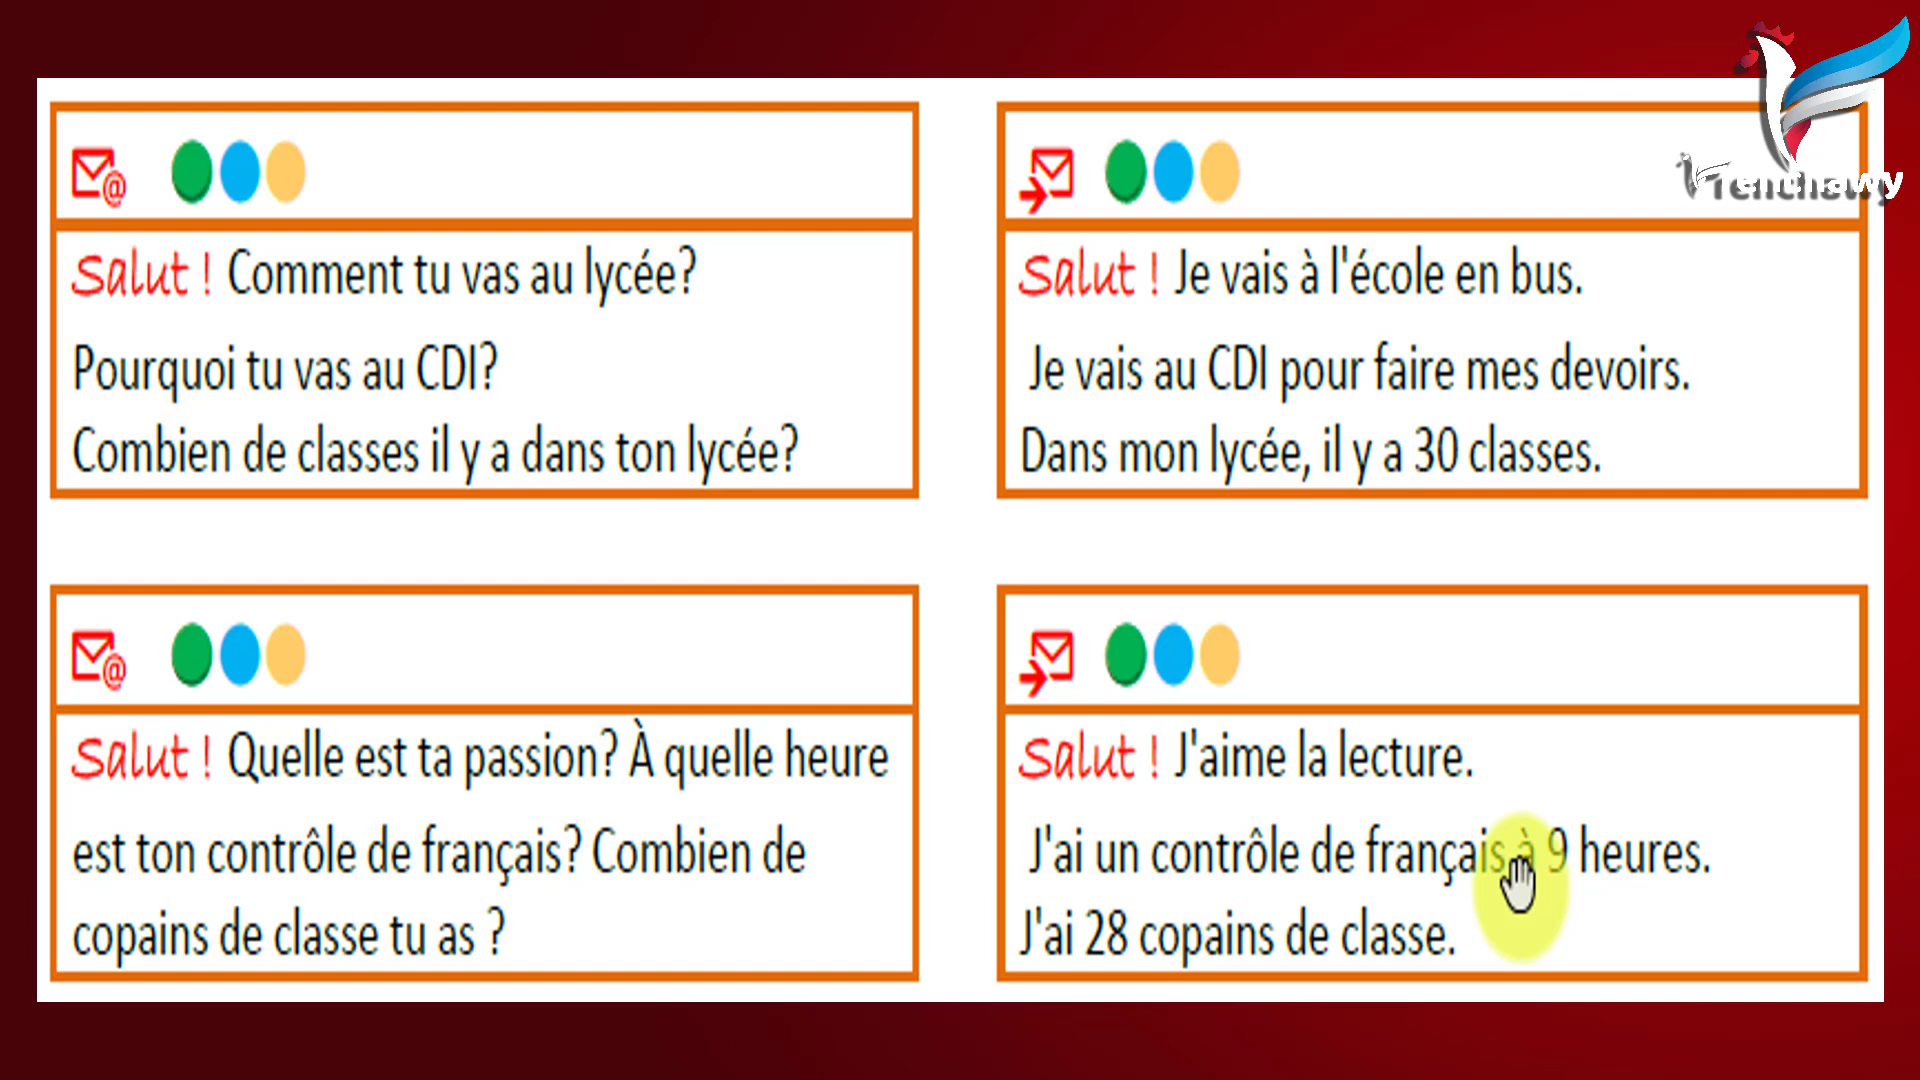 Frenchawy
Salut ! Comment tu vas au lycée?
Pourquoi tu vas au CDI?
Combien de classes il y a dans ton lycée?
Salut ! Je vais à l'école en bus.
Je vais au CDI pour faire mes devoirs.
Dans mon lycée, il y a 30 classes.
Salut ! Quelle est ta passion? À quelle heure
est ton contrôle de français? Combien de
copains de classe tu as ?
Salut ! J'aime la lecture.
J'ai un contrôle de français à 9 heures.
J'ai 28 copains de classe.